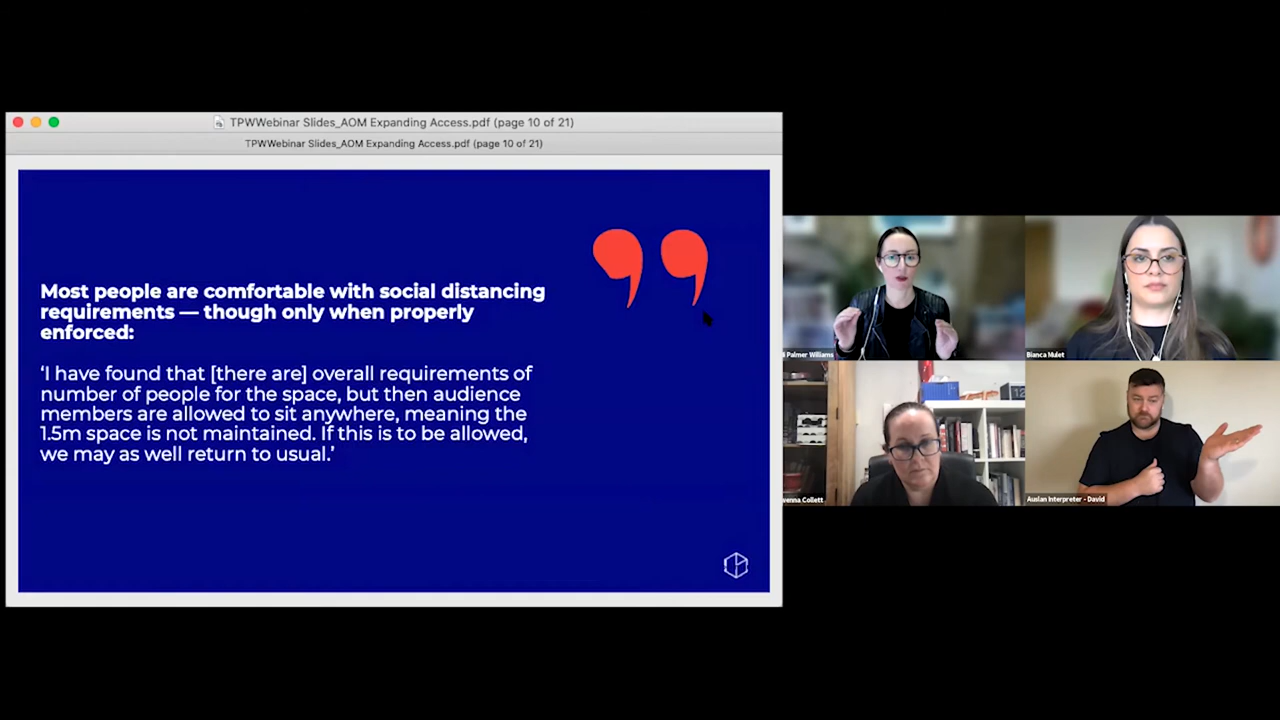 TPWWebinar Slides_AOM Expanding Access.pdf (page 10 of 21)
TPWWebinar Slides_AOM Expanding Access.pdf (page 10 of 21)
Most people are comfortable with social distancing
requirements — though only when properly
enforced:
‘I have found that [there are] overall requirements of
number of people for the space, but then audience
members are allowed to sit anywhere, meaning the
1.5m space is not maintained. If this is to be allowed,
we may as well return to usual.’
Palmer Williams
Bianca Mulet
Collett
Auslan Interpreter - David